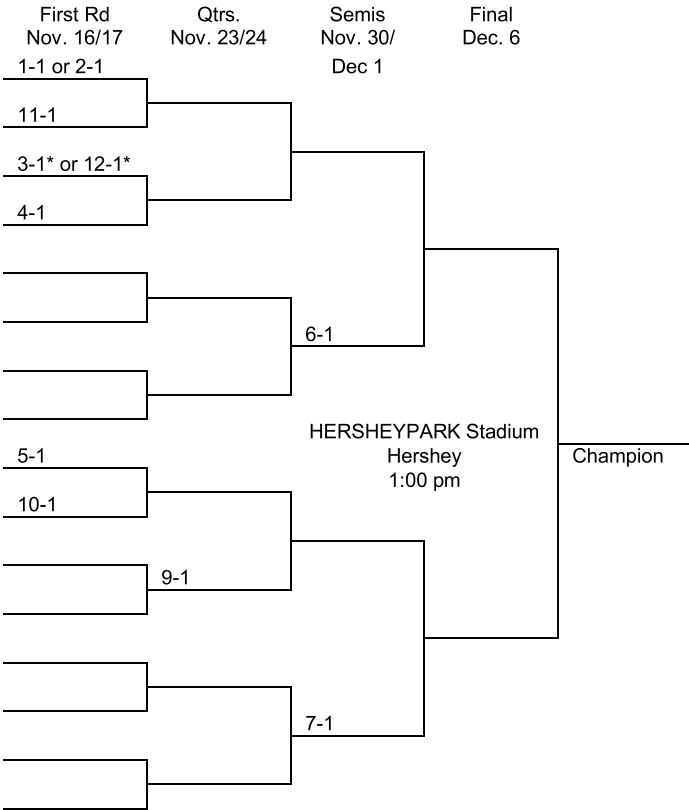 First Rd
Nov. 16/17
Qtrs.
Nov. 23/24
Semis
Nov. 30/
Dec 1
Final
Dec. 6
1-1 or 2-1
11-1
3-1* or 12-1*
4-1
6-1
HERSHEYPARK Stadium
Hershey
1:00 pm
Champion
5-1
10-1
9-1
7-1